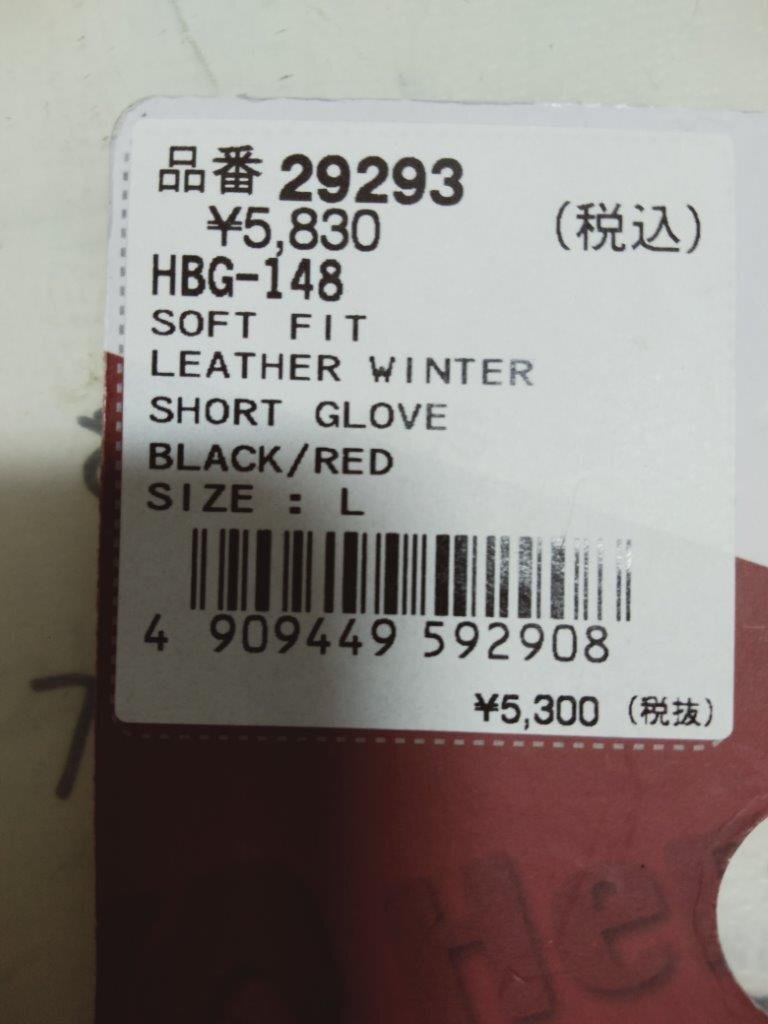 品番 29293
¥5,830 (税込)
HBG-148
SOFT FIT
LEATHER WINTER
SHORT GLOVE
BLACK/RED
SIZE : L
4 909449 592908
¥5,300 (税抜)